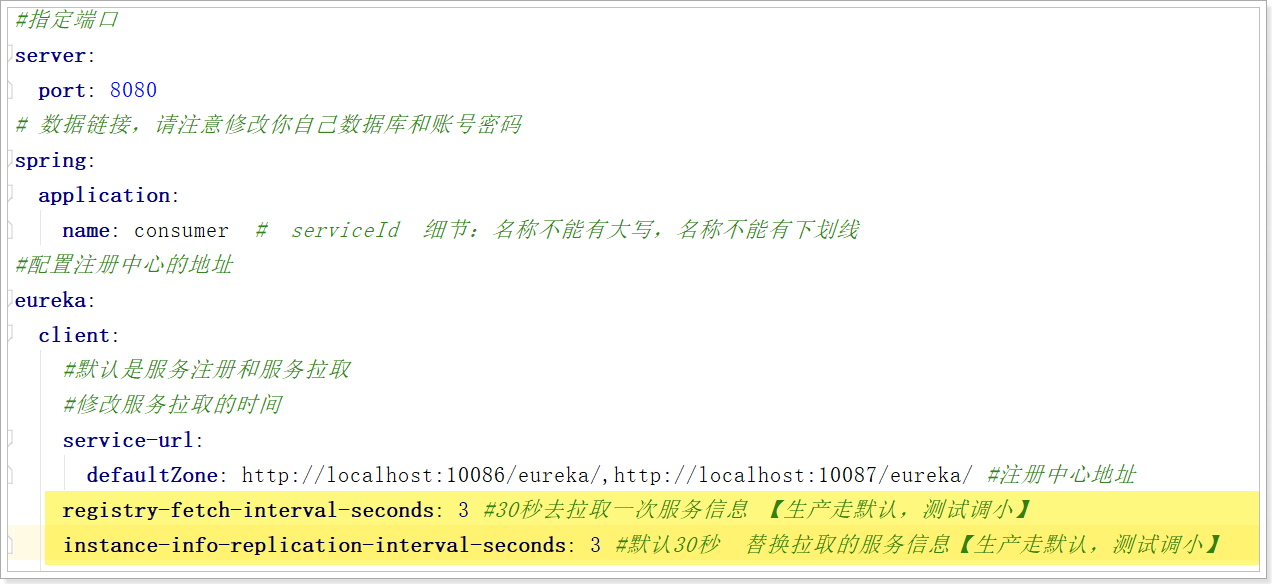 #指定端口
server:
  port: 8080
# 数据链接，请注意修改你自己数据库和账号密码
spring:
  application:
    name: consumer  #  serviceId  细节：名称不能有大写，名称不能有下划线
#配置注册中心的地址
eureka:
  client:
    #默认是服务注册和服务拉取
    #修改服务拉取的时间
    service-url:
      defaultZone: http://localhost:10086/eureka/,http://localhost:10087/eureka/ #注册中心地址
    registry-fetch-interval-seconds: 3 #30秒去拉取一次服务信息 【生产走默认，测试调小】
    instance-info-replication-interval-seconds: 3 #默认30秒  替换拉取的服务信息【生产走默认，测试调小】